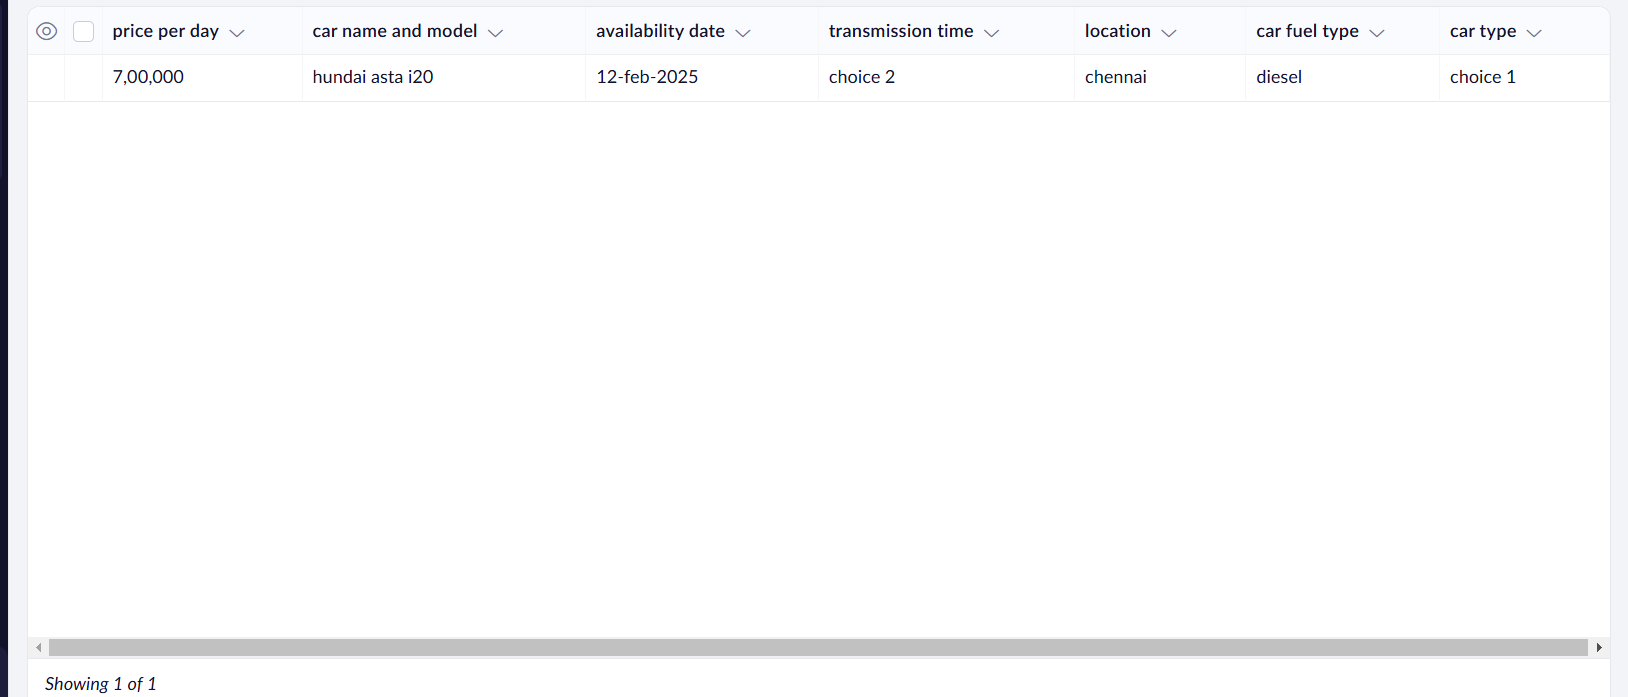 price per day car name and model availability date transmission time location car fuel type car type
7,00,000 hundai asta i20 12-feb-2025 choice 2 chennai diesel choice 1
Showing 1 of 1